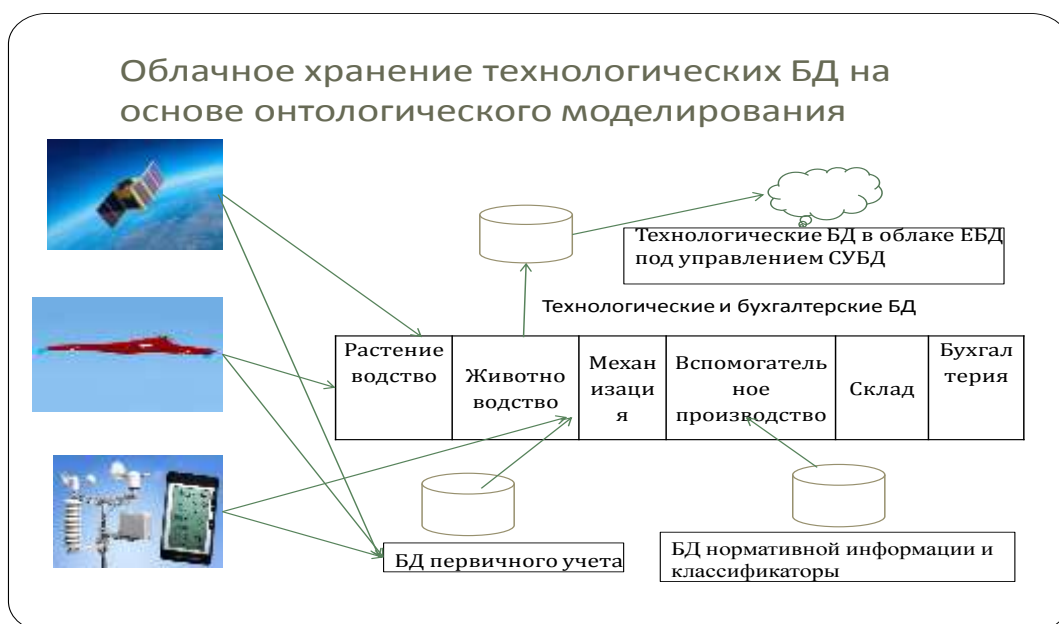 Облачное хранение технологических БД на
основе онтологического моделирования
Технологические БД в облаке ЕБД
под управлением СУБД
Технологические и бухгалтерские БД
Растение
водство
Животно
водство
Механ
изаци
я
Вспомогатель
ное
производство
Склад
Бухгал
терия
БД первичного учета
БД нормативной информации и
классификаторы